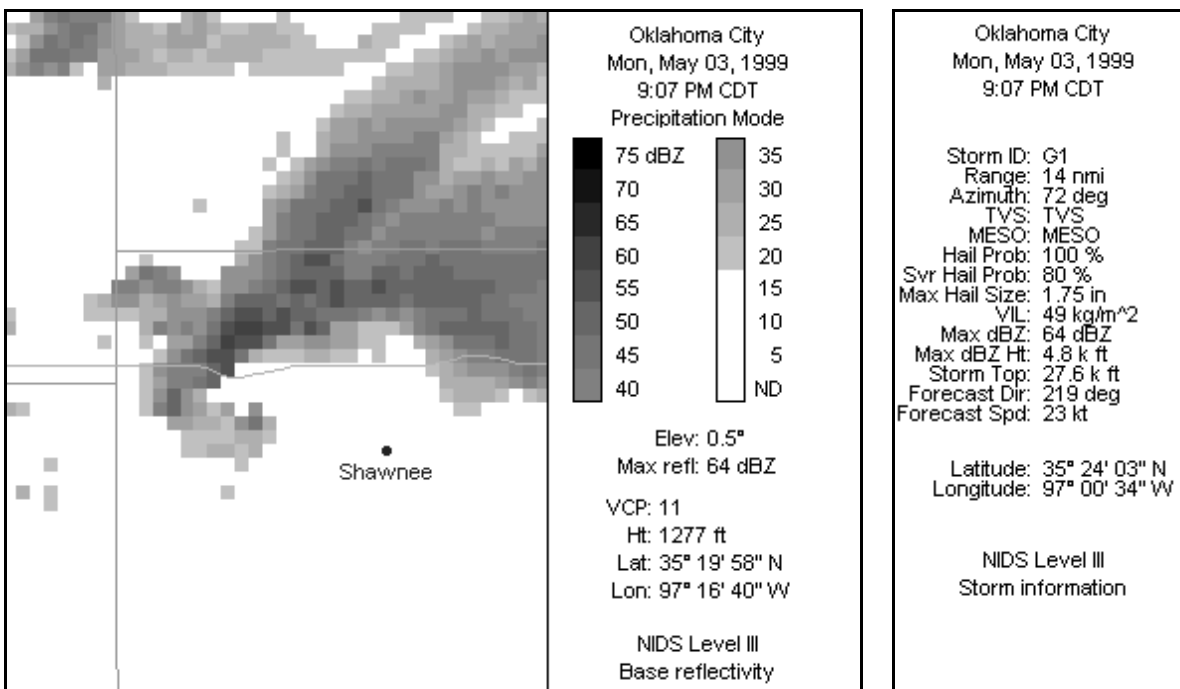 Shawnee
Oklahoma City
Mon, May 03, 1999
9:07 PM CDT
Precipitation Mode
75 dBZ 35
70 30
65 25
60 20
55 15
50 10
45 5
40 ND
Elev: 0.5°
Max refl: 64 dBZ
VCP: 11
Ht: 1277 ft
Lat: 35° 19' 58" N
Lon: 97° 16' 40" W
NIDS Level III
Base reflectivity
Oklahoma City
Mon, May 03, 1999
9:07 PM CDT
Storm ID: G1
Range: 14 nmi
Azimuth: 72 deg
TVS: TVS
MESO: MESO
Hail Prob: 100 %
Svr Hail Prob: 80 %
Max Hail Size: 1.75 in
VIL: 49 kg/m^2
Max dBZ: 64 dBZ
Max dBZ Ht: 4.8 k ft
Storm Top: 27.6 k ft
Forecast Dir: 219 deg
Forecast Spd: 23 kt
Latitude: 35° 24' 03" N
Longitude: 97° 00' 34" W
NIDS Level III
Storm information